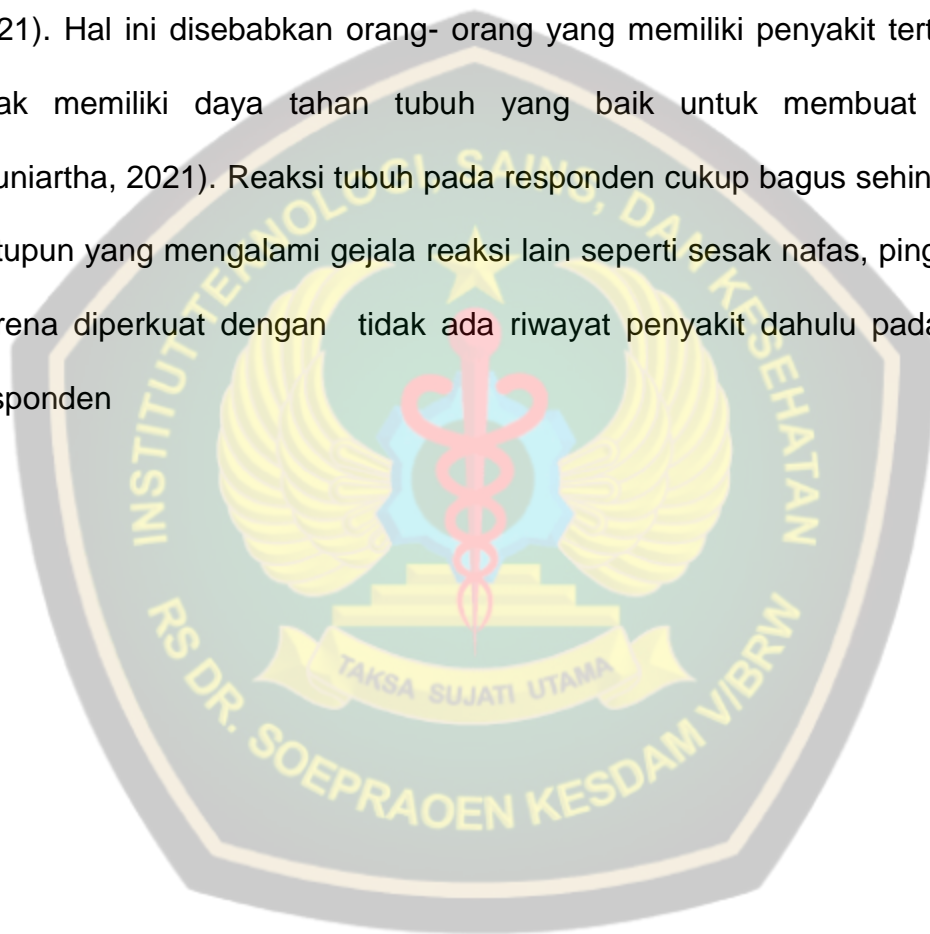 21). Hal ini disebabkan orang- orang yang memiliki penyakit tert
ak memiliki daya tahan tubuh yang baik untuk membuat
uniartha, 2021). Reaksi tubuh pada responden cukup bagus sehin
tupun yang mengalami gejala reaksi lain seperti sesak nafas, ping
rena diperkuat dengan tidak ada riwayat penyakit dahulu pada
sponden
INSTITUT TEKNOLOGI, SAINS, DAN KESEHATAN
TAKSA SUJATI UTAMA
RS DR. SOEPRAOEN KESDAM V/BRW